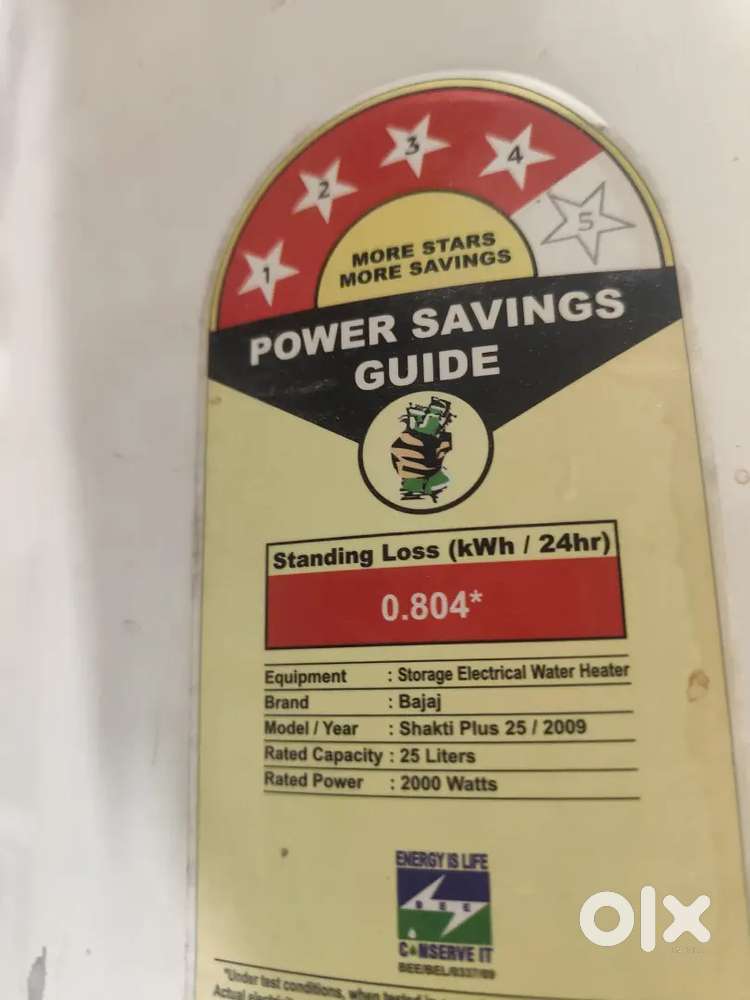 1
2
3
4
5
MORE STARS
MORE SAVINGS
POWER SAVINGS
GUIDE
Standing Loss (kWh / 24hr)
0.804*
Equipment : Storage Electrical Water Heater
Brand : Bajaj
Model / Year : Shakti Plus 25 / 2009
Rated Capacity : 25 Liters
Rated Power : 2000 Watts
ENERGY IS LIFE
BEE
CONSERVE IT
BEE/BEL/0337/09
*Under test conditions, when tested
Actual
olx